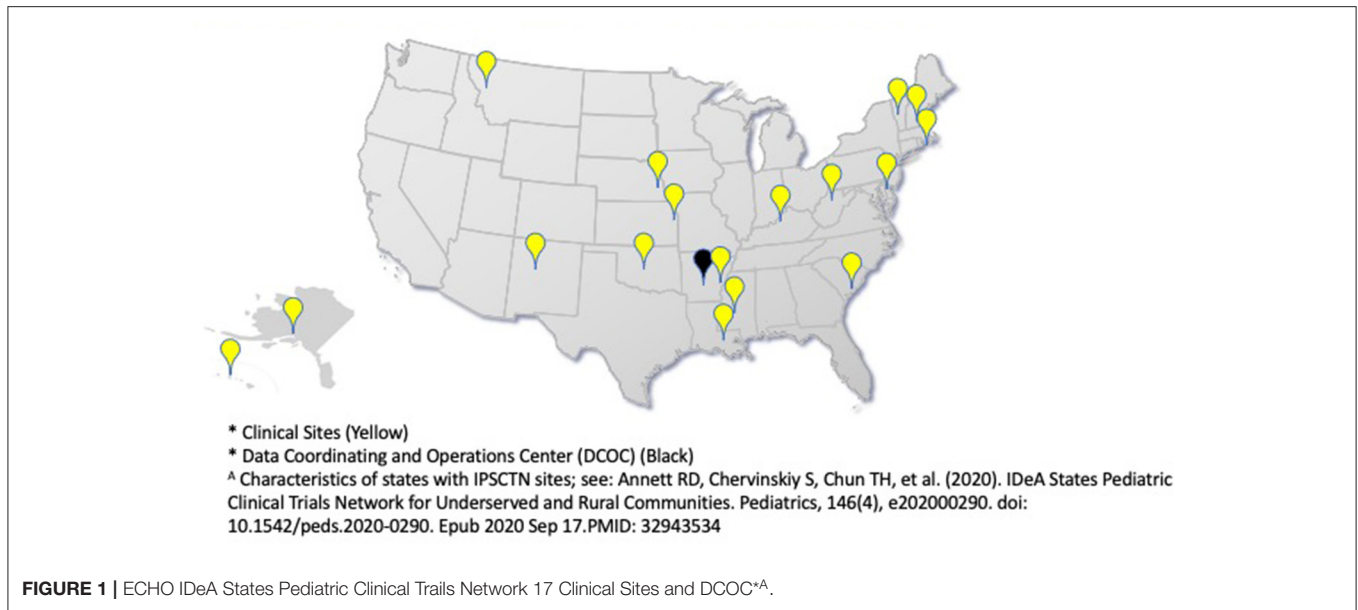 * Clinical Sites (Yellow)
* Data Coordinating and Operations Center (DCOC) (Black)
A Characteristics of states with IPSCTN sites; see: Annett RD, Chervinskiy S, Chun TH, et al. (2020). IDeA States Pediatric
Clinical Trials Network for Underserved and Rural Communities. Pediatrics, 146(4), e202000290. doi:
10.1542/peds.2020-0290. Epub 2020 Sep 17.PMID: 32943534
FIGURE 1 | ECHO IDeA States Pediatric Clinical Trails Network 17 Clinical Sites and DCOC*A.